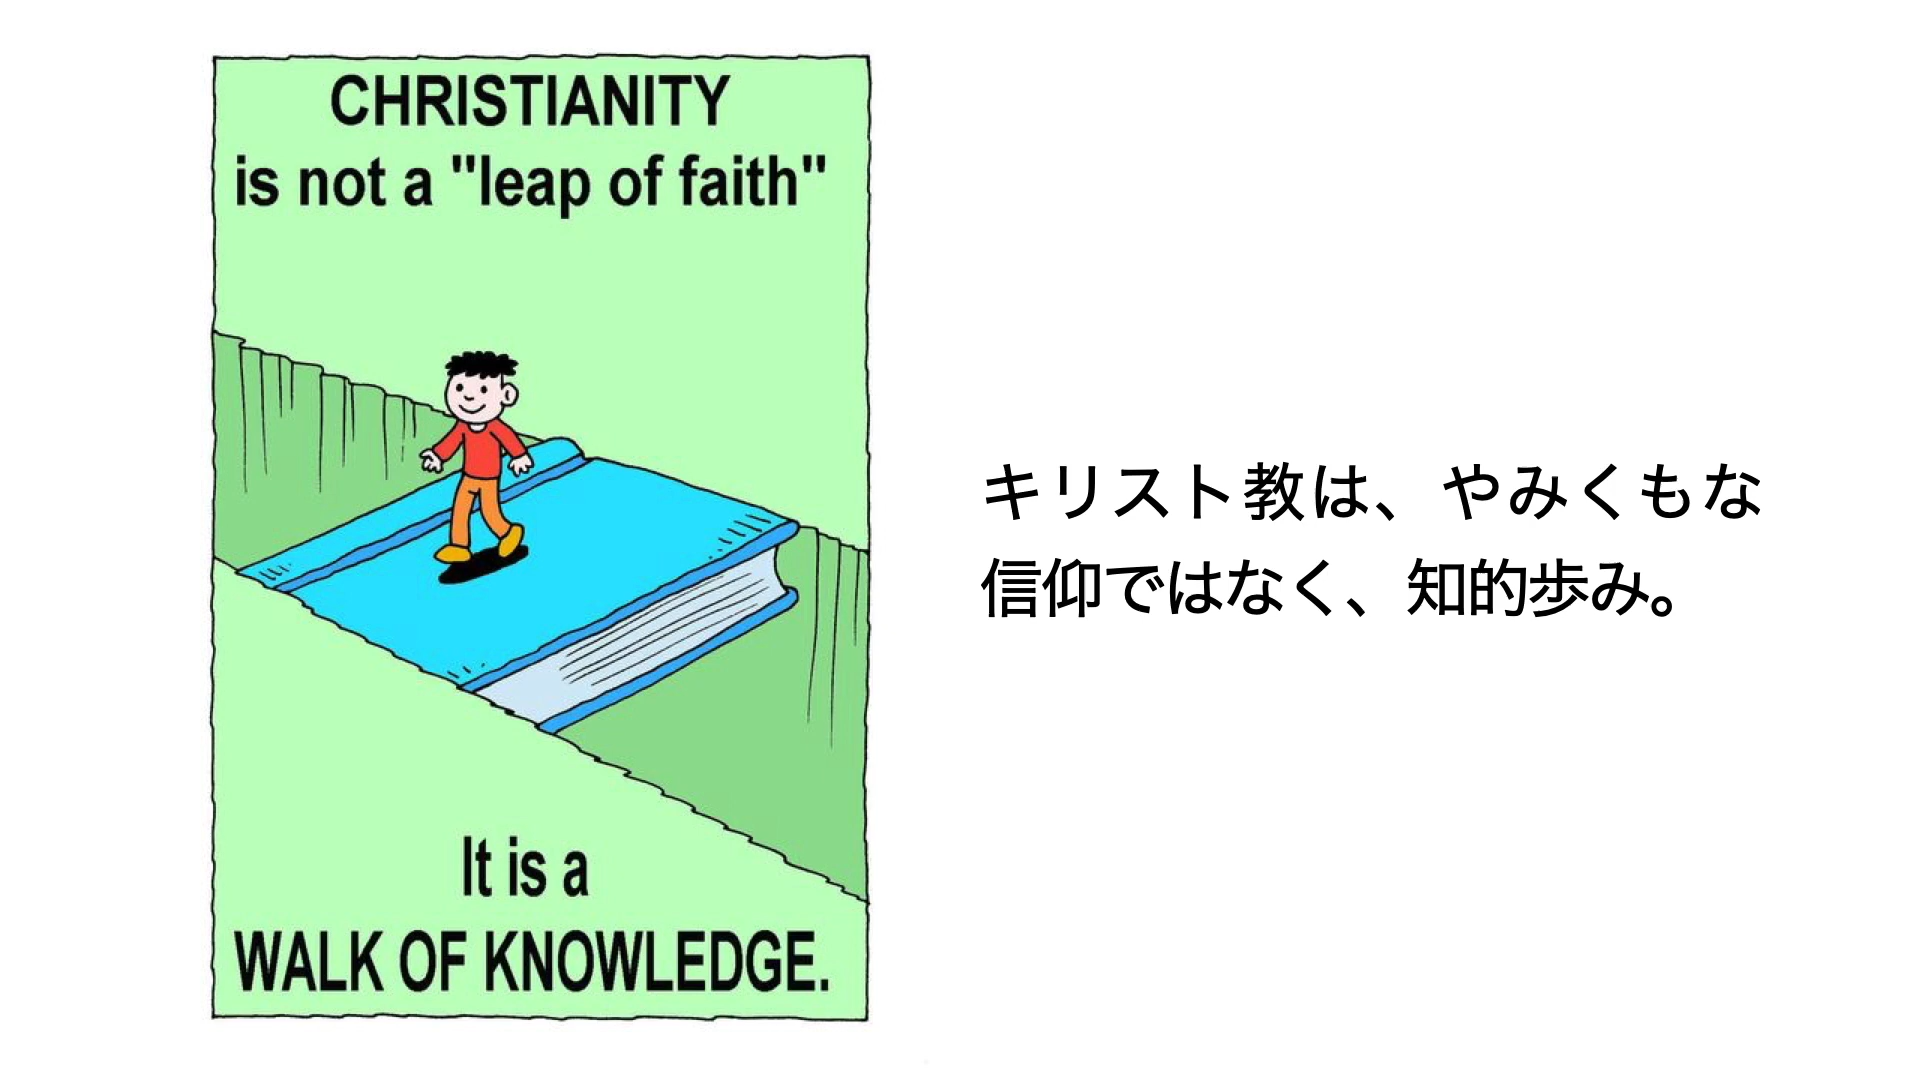 CHRISTIANITY
is not a "leap of faith"
It is a
WALK OF KNOWLEDGE.
キリスト教は、やみくもな
信仰ではなく、知的歩み。